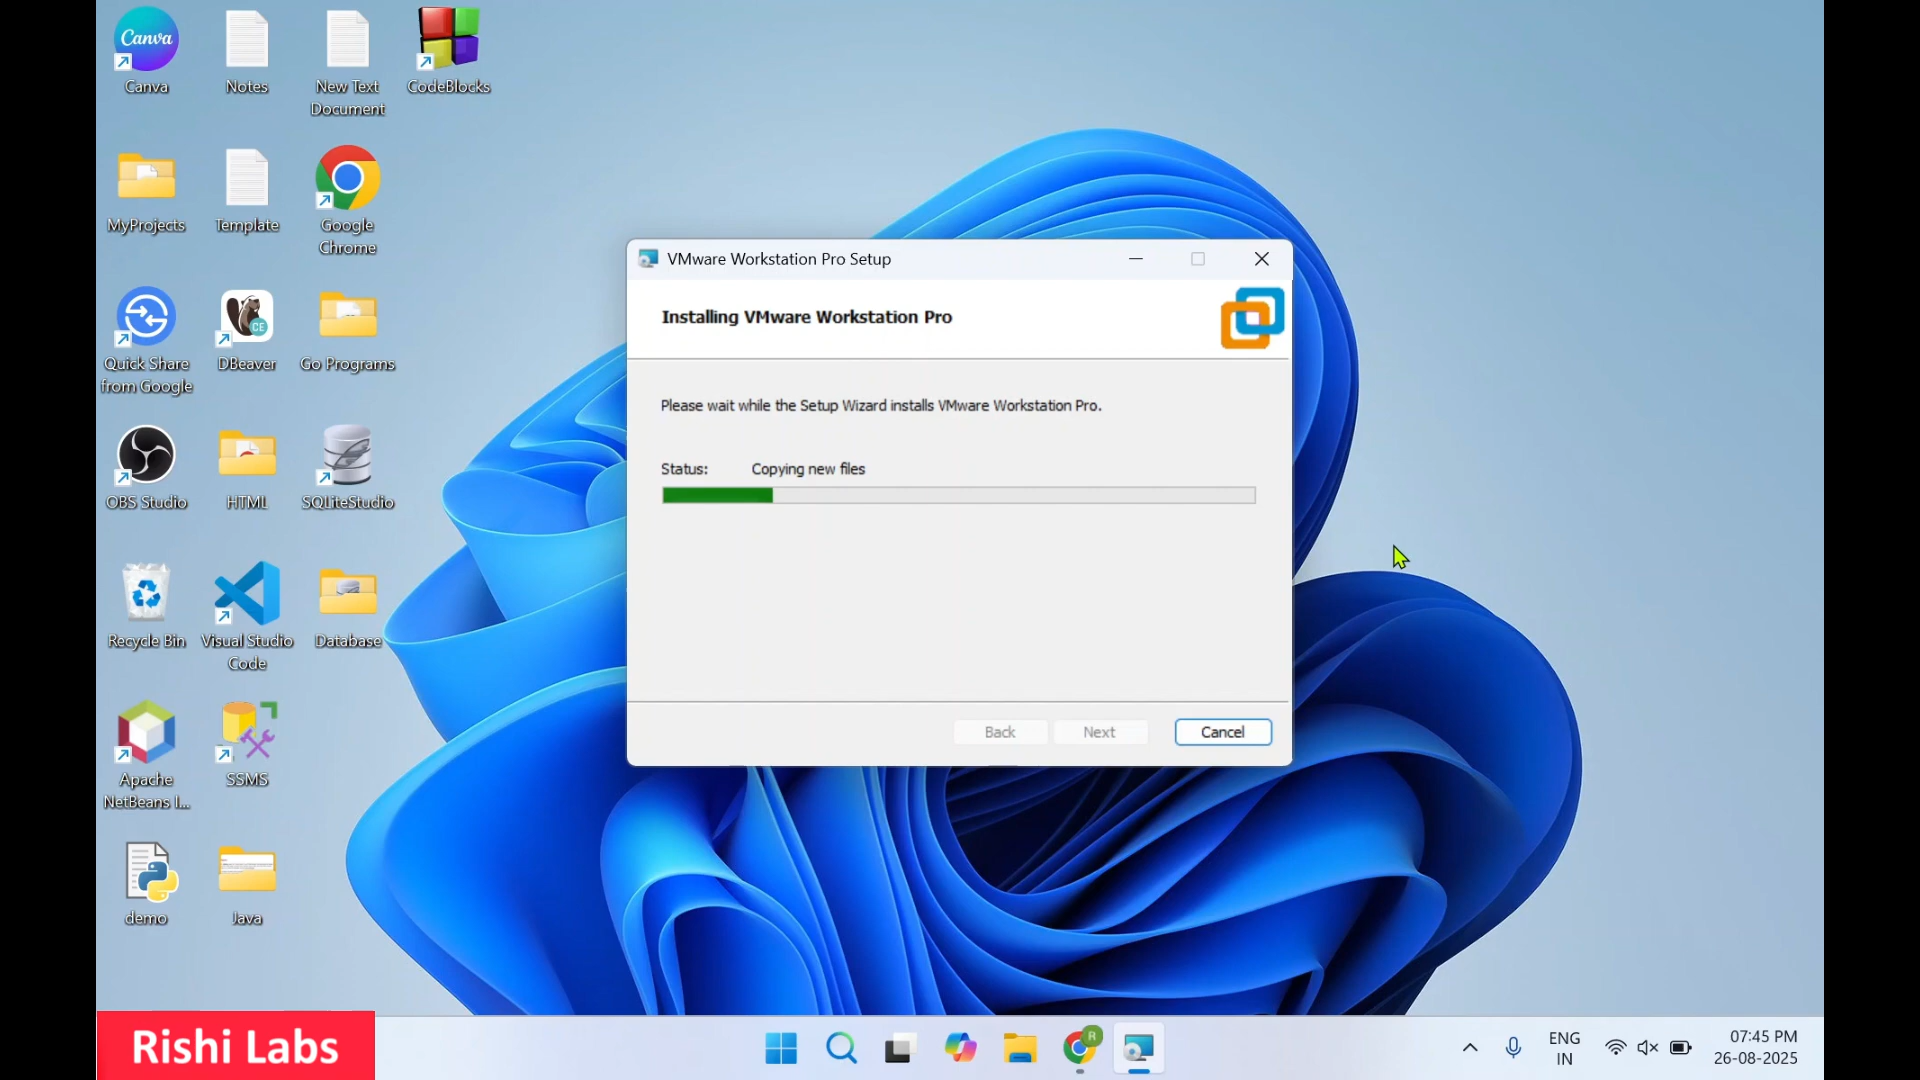 Canva
Canva
Notes
New Text
Document
CodeBlocks
MyProjects
Template
Google
Chrome
Quick Share
from Google
CE
DBeaver
Go Programs
OBS Studio
HTML
SQLiteStudio
Recycle Bin
Visual Studio
Code
Database
Apache
NetBeans I...
SSMS
demo
Java
VMware Workstation Pro Setup
Installing VMware Workstation Pro
Please wait while the Setup Wizard installs VMware Workstation Pro.
Status: Copying new files
Back Next Cancel
Rishi Labs
R
ENG
IN
07:45 PM
26-08-2025